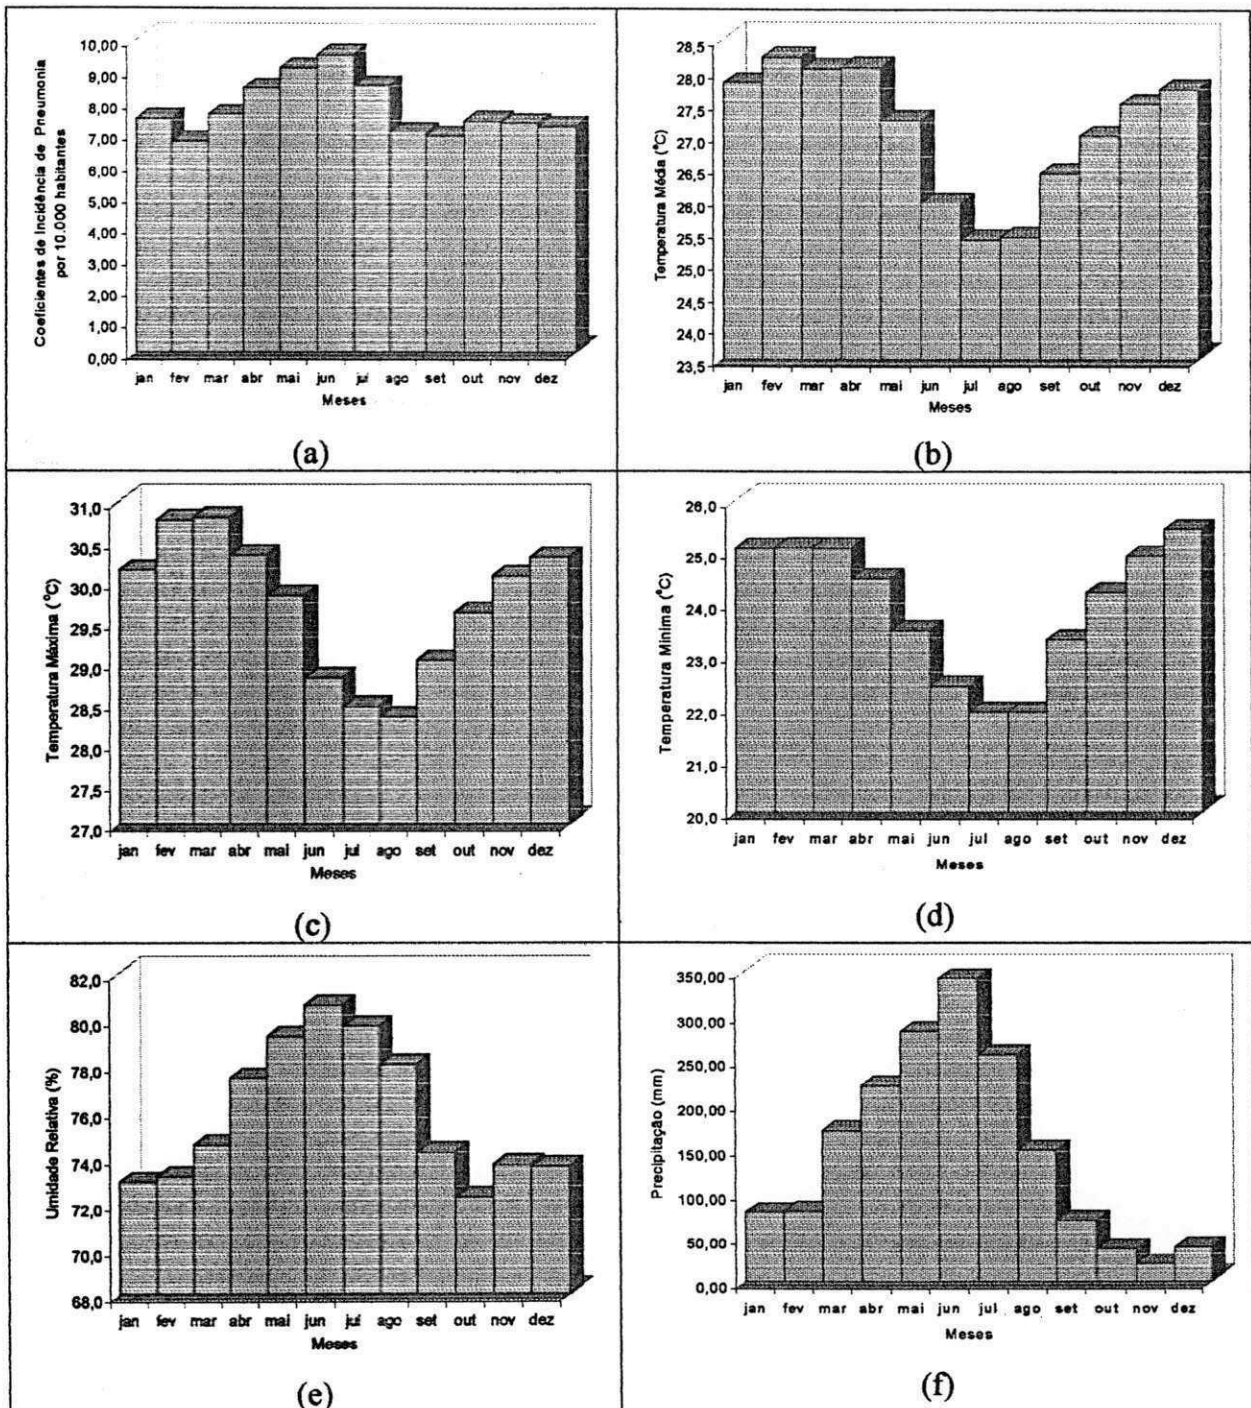 Coeficientes de Incidência de Pneumonia
por 10.000 habitantes
10,00
9,00
8,00
7,00
6,00
5,00
4,00
3,00
2,00
1,00
0,00
jan fev mar abr mai jun jul ago set out nov dez
Meses
(a)
Temperatura Média (°C)
28,5
28,0
27,5
27,0
26,5
26,0
25,5
25,0
24,5
24,0
23,5
jan fev mar abr mai jun jul ago set out nov dez
Meses
(b)
Temperatura Máxima (°C)
31,0
30,5
30,0
29,5
29,0
28,5
28,0
27,5
27,0
jan fev mar abr mai jun jul ago set out nov dez
Meses
(c)
Temperatura Mínima (°C)
26,0
25,0
24,0
23,0
22,0
21,0
20,0
jan fev mar abr mai jun jul ago set out nov dez
Meses
(d)
Umidade Relativa (%)
82,0
80,0
78,0
76,0
74,0
72,0
70,0
68,0
jan fev mar abr mai jun jul ago set out nov dez
Meses
(e)
Precipitação (mm)
350,00
300,00
250,00
200,00
150,00
100,00
50,00
0,00
jan fev mar abr mai jun jul ago set out nov dez
Meses
(f)